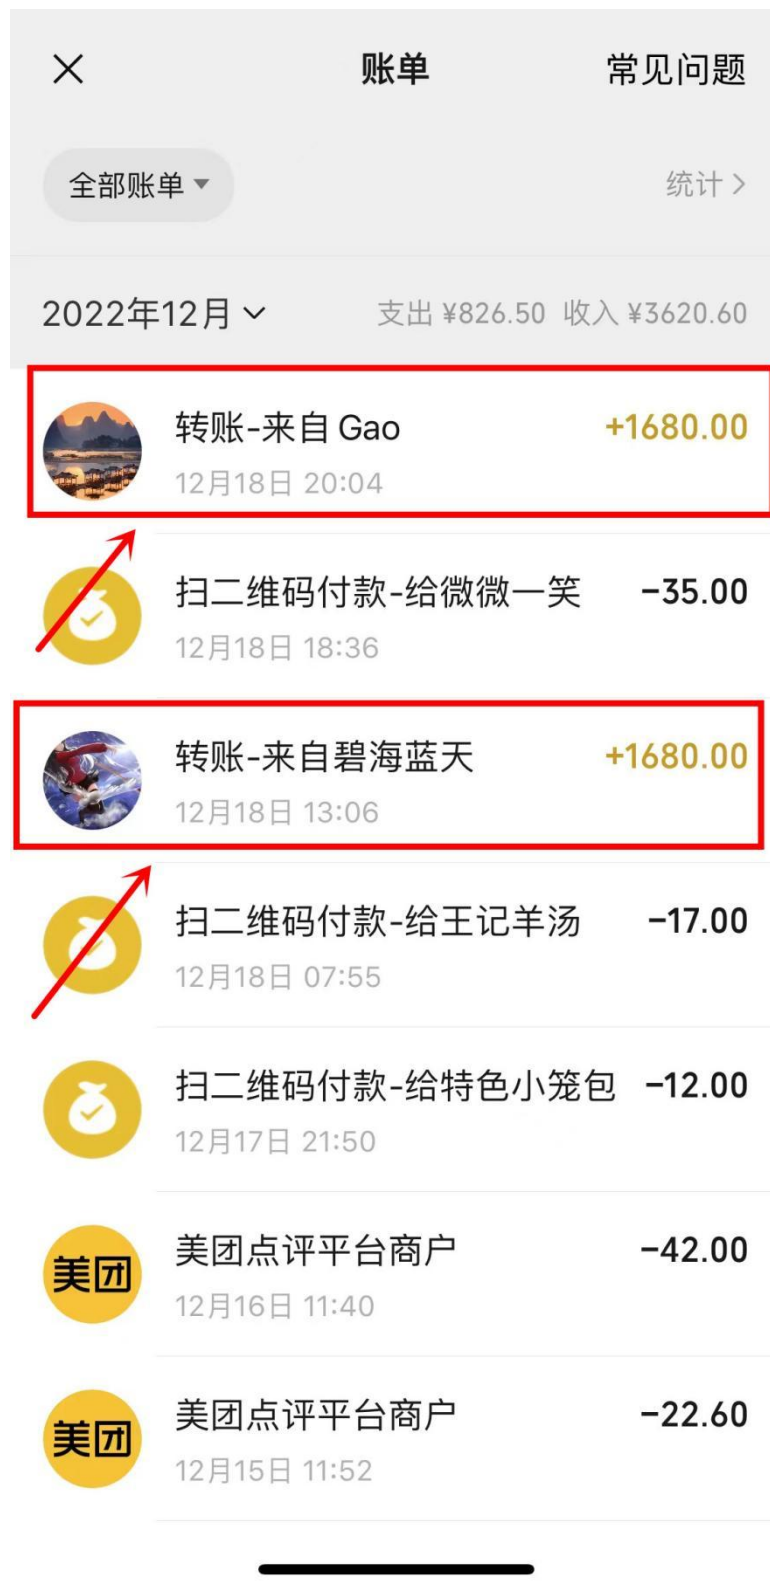 账单
常见问题
全部账单
统计
2022年12月
支出 ¥826.50 收入 ¥3620.60
转账-来自 Gao
+1680.00
12月18日 20:04
扫二维码付款-给微微一笑
-35.00
12月18日 18:36
转账-来自碧海蓝天
+1680.00
12月18日 13:06
扫二维码付款-给王记羊汤
-17.00
12月18日 07:55
扫二维码付款-给特色小笼包
-12.00
12月17日 21:50
美团
美团点评平台商户
-42.00
12月16日 11:40
美团
美团点评平台商户
-22.60
12月15日 11:52